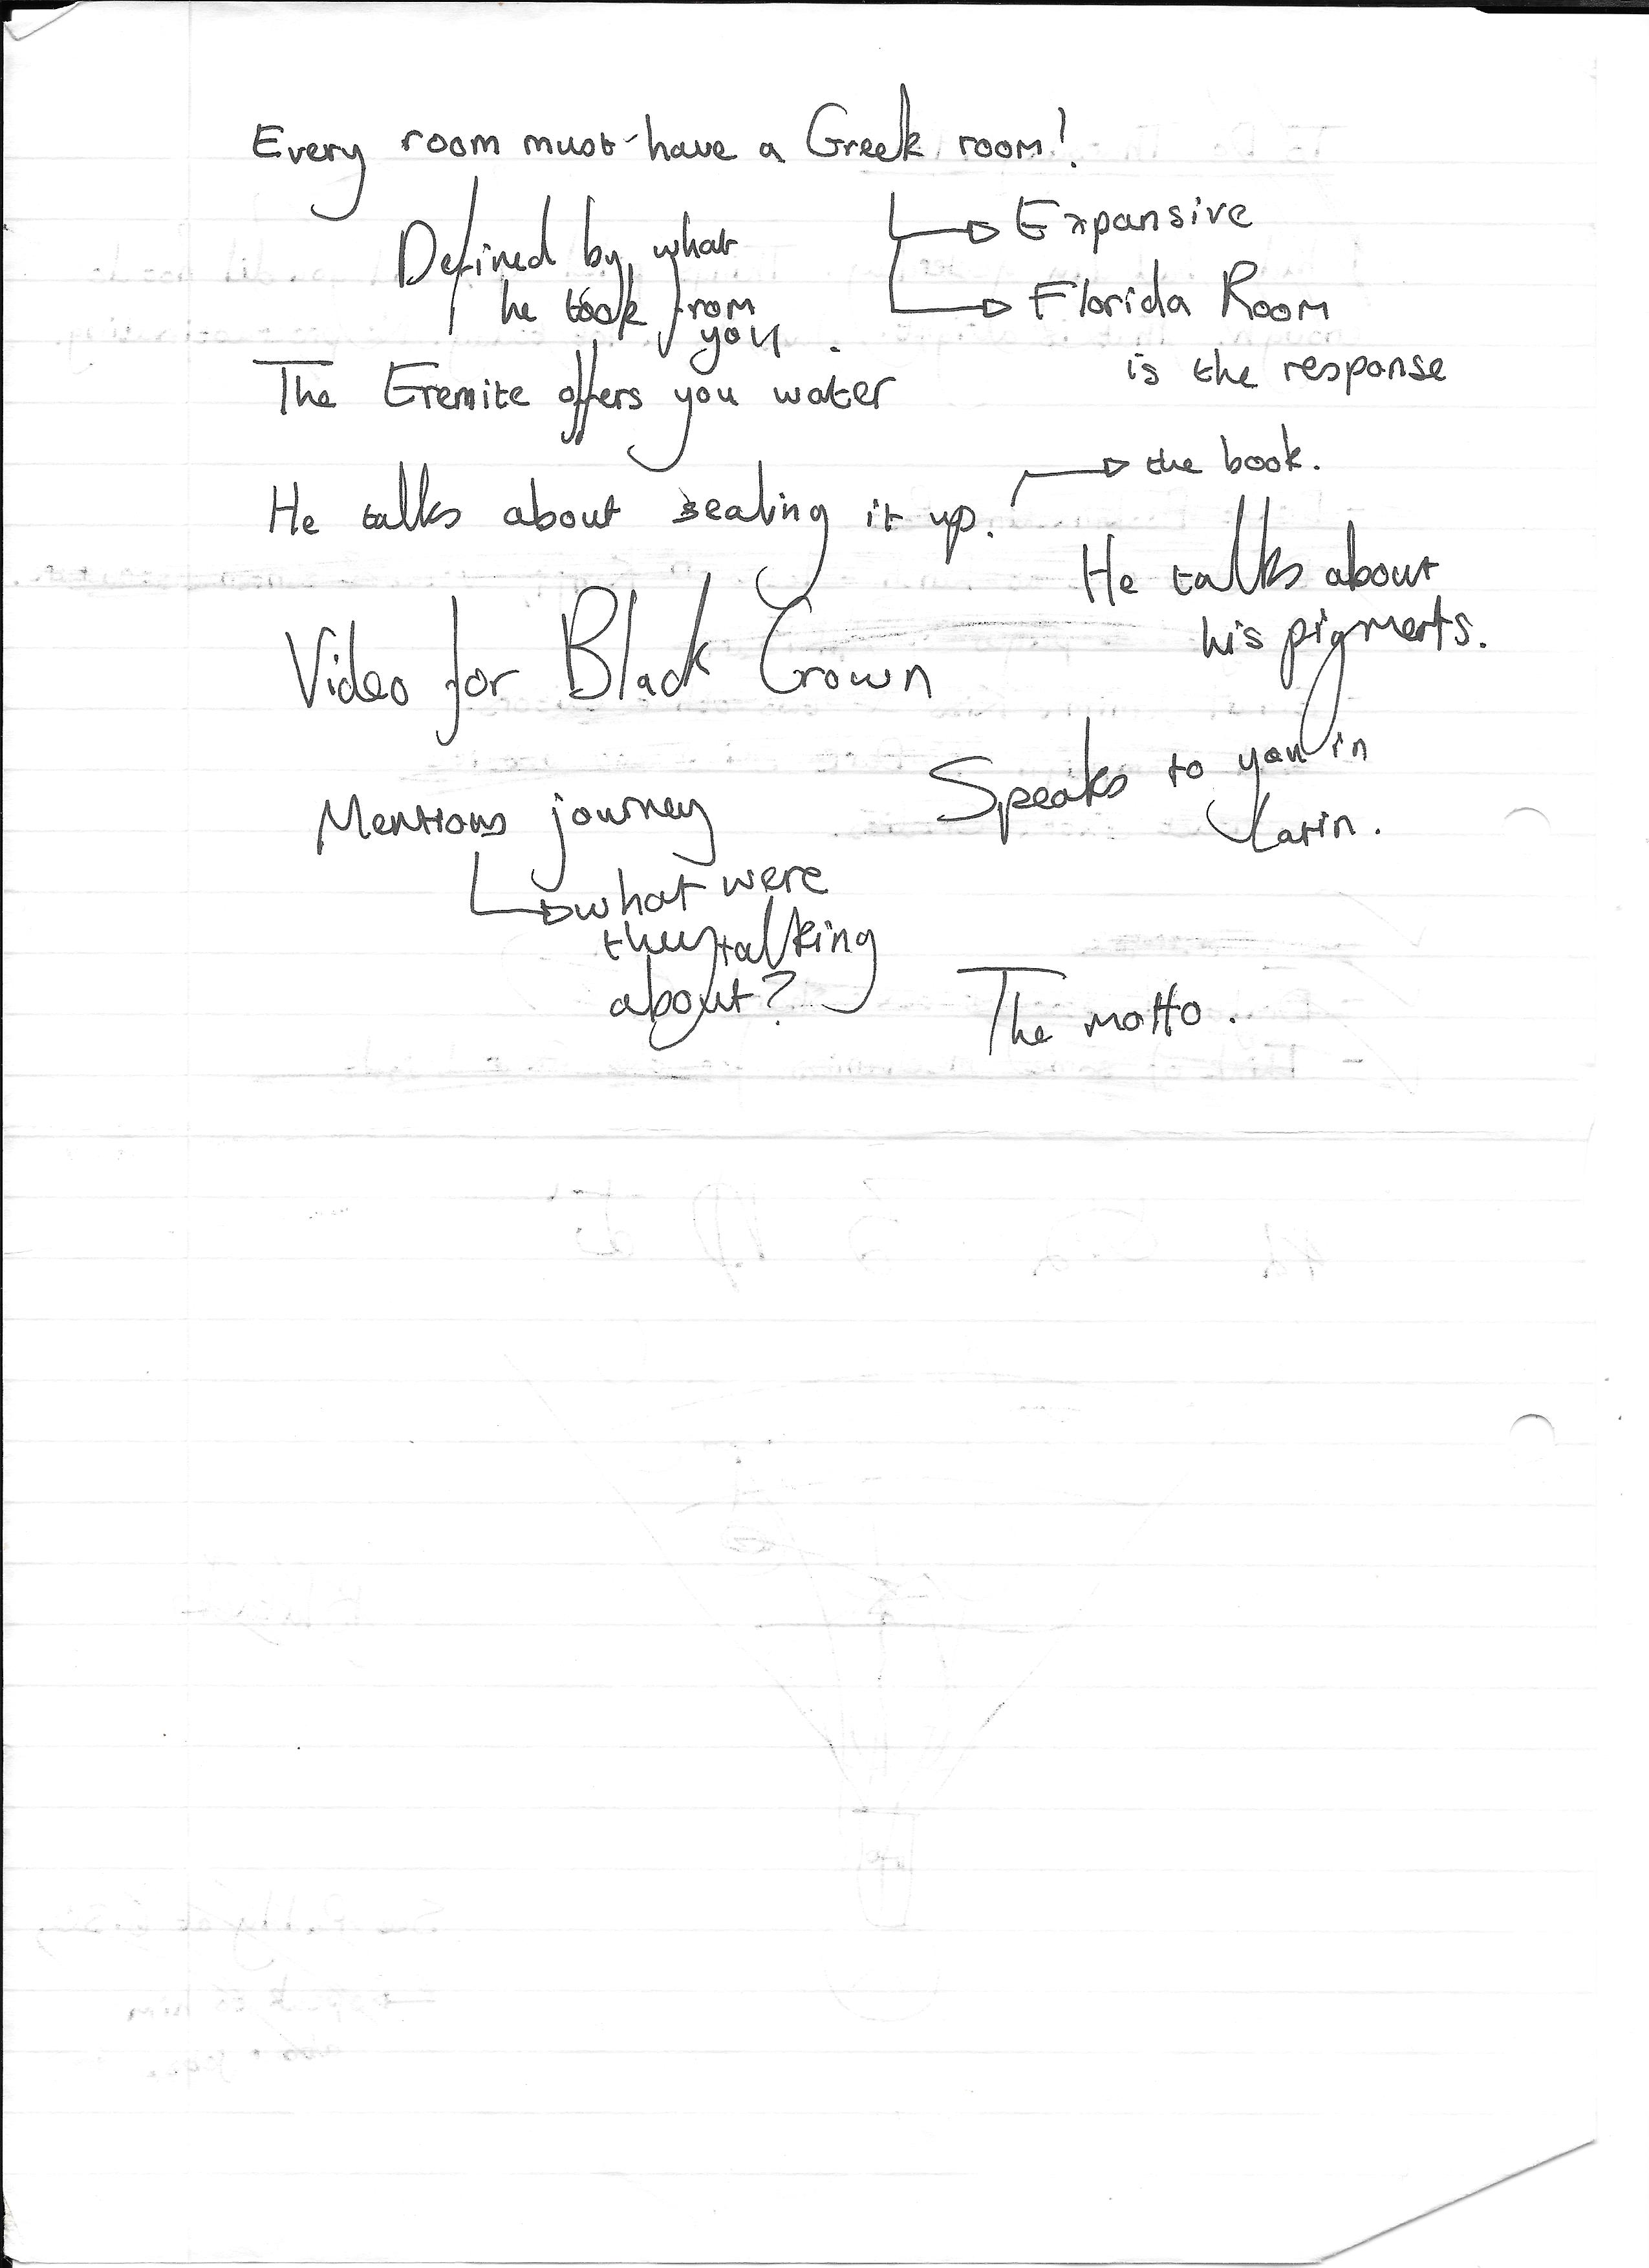 Every room must have a Greek room!
Expansive
Defined by what
he took from
you.
Florida Room
is the response
The Eremite offers you water
the book.
He talks about sealing it up.
He talks about
his pigments.
Video for Black Crown
Speaks to you in
Latin.
Mentions journey
what were
they talking
about?
The motto.